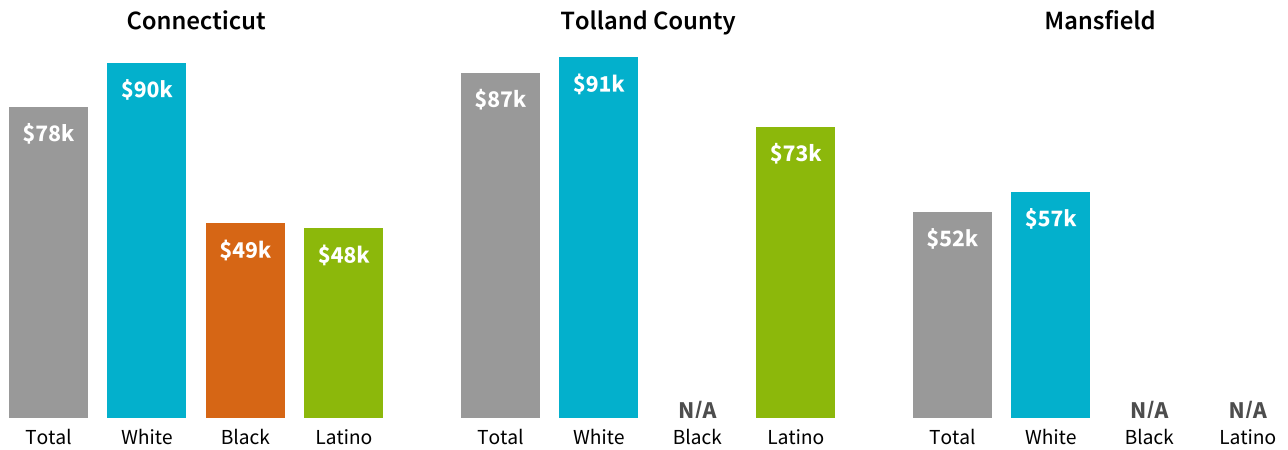 Connecticut
$78k
$90k
$49k
$48k
Total
White
Black
Latino
Tolland County
$87k
$91k
N/A
$73k
Total
White
Black
Latino
Mansfield
$52k
$57k
N/A
N/A
Total
White
Black
Latino